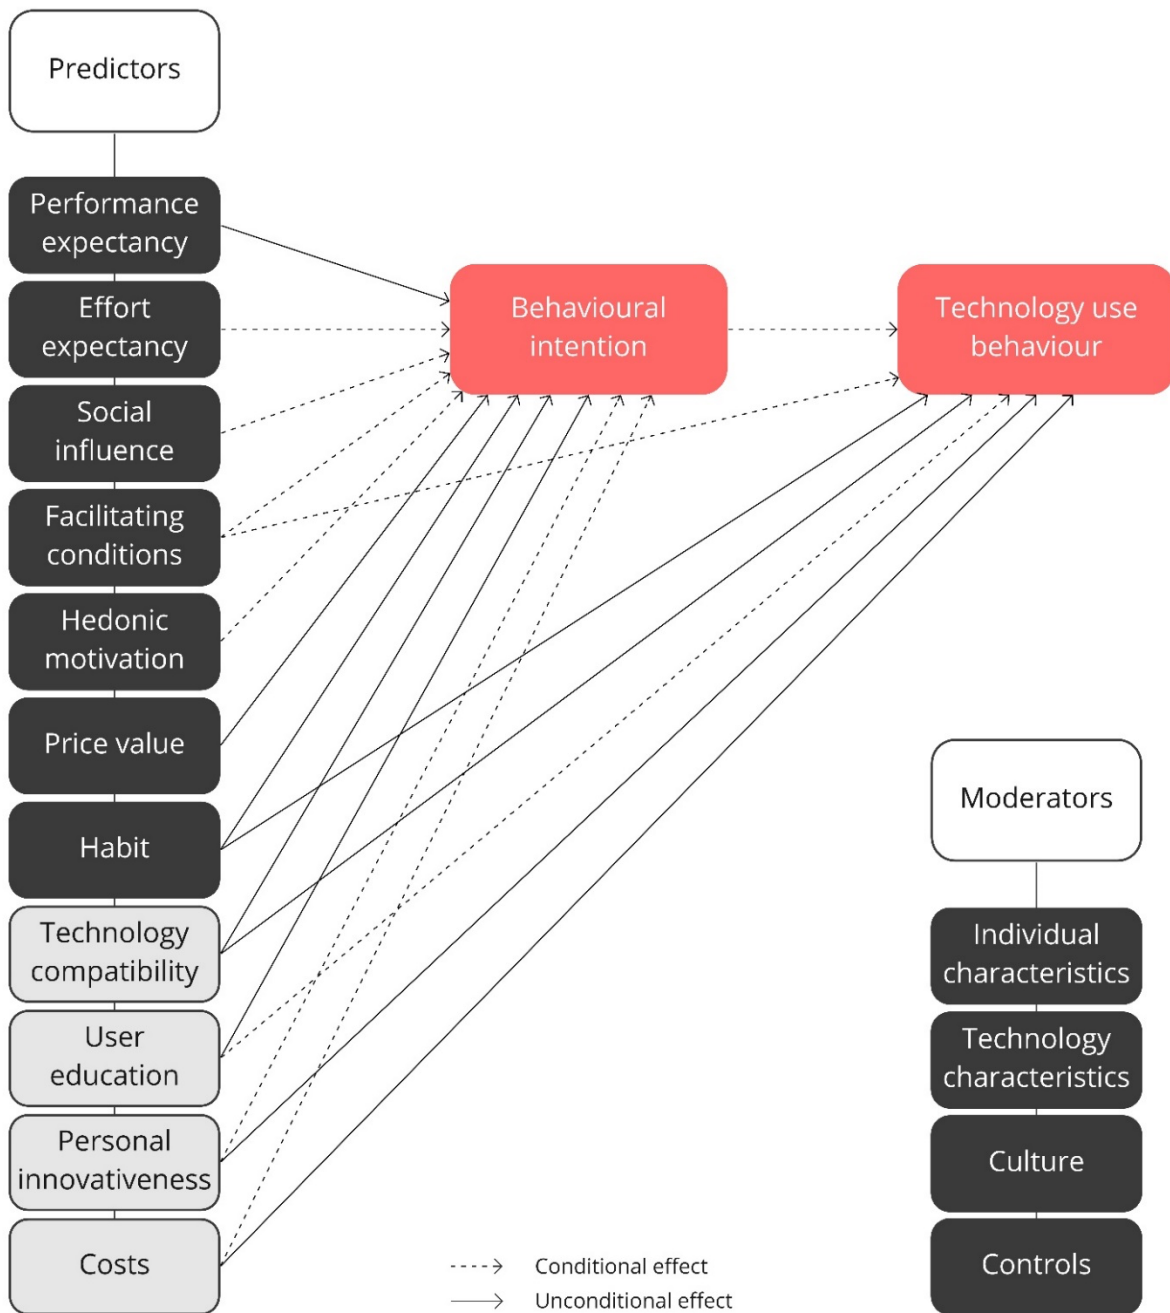 Predictors
Performance
expectancy
Effort
expectancy
Social
influence
Facilitating
conditions
Hedonic
motivation
Price value
Habit
Technology
compatibility
User
education
Personal
innovativeness
Costs
Behavioural
intention
Technology use
behaviour
Moderators
Individual
characteristics
Technology
characteristics
Culture
Controls
Conditional effect
Unconditional effect